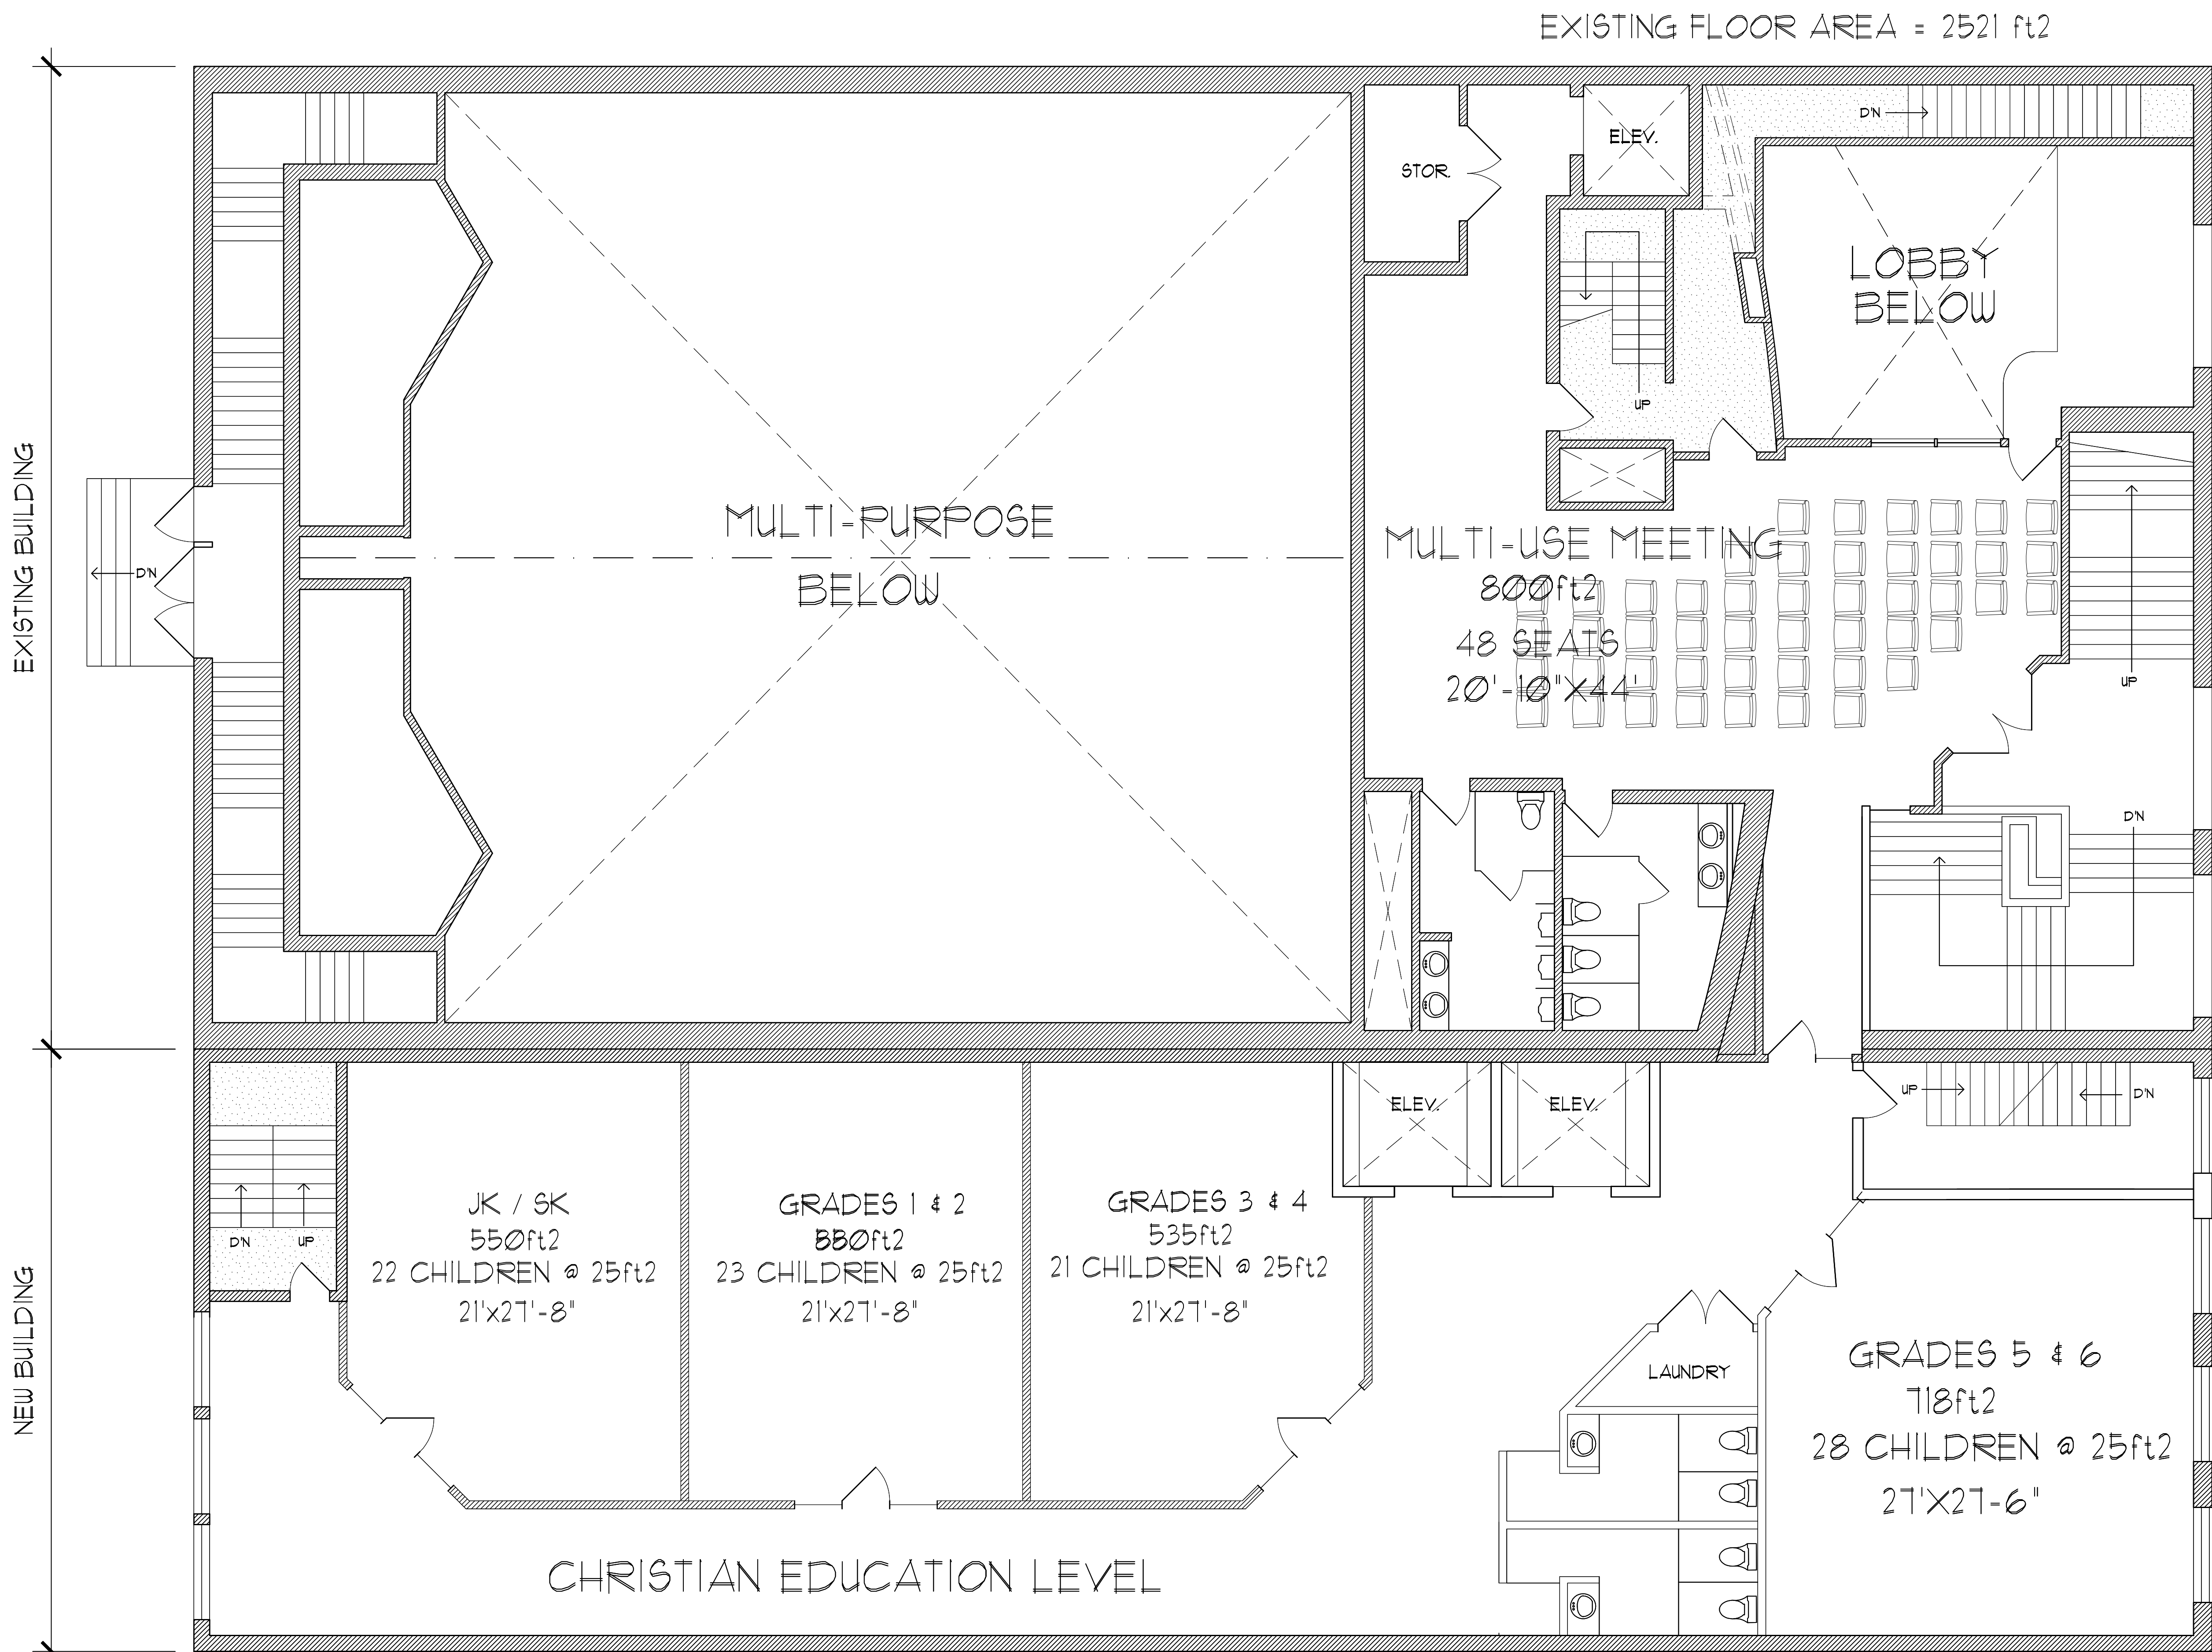 EXISTING FLOOR AREA = 2521 ft2
D'N
ELEV.
STOR.
LOBBY
BELOW
UP
EXISTING BUILDING
D'N
MULTI-PURPOSE
BELOW
MULTI-USE MEETING
800ft2
48 SEATS
20'-10"X44'
UP
D'N
ELEV.
ELEV.
UP
D'N
D'N
UP
JK / SK
550ft2
22 CHILDREN @ 25ft2
21'x27'-8"
GRADES 1 & 2
23 CHILDREN @ 25ft2
21'x27'-8"
GRADES 3 & 4
535ft2
21 CHILDREN @ 25ft2
21'x27'-8"
NEW BUILDING
LAUNDRY
GRADES 5 & 6
718ft2
28 CHILDREN @ 25ft2
27'X27-6"
CHRISTIAN EDUCATION LEVEL